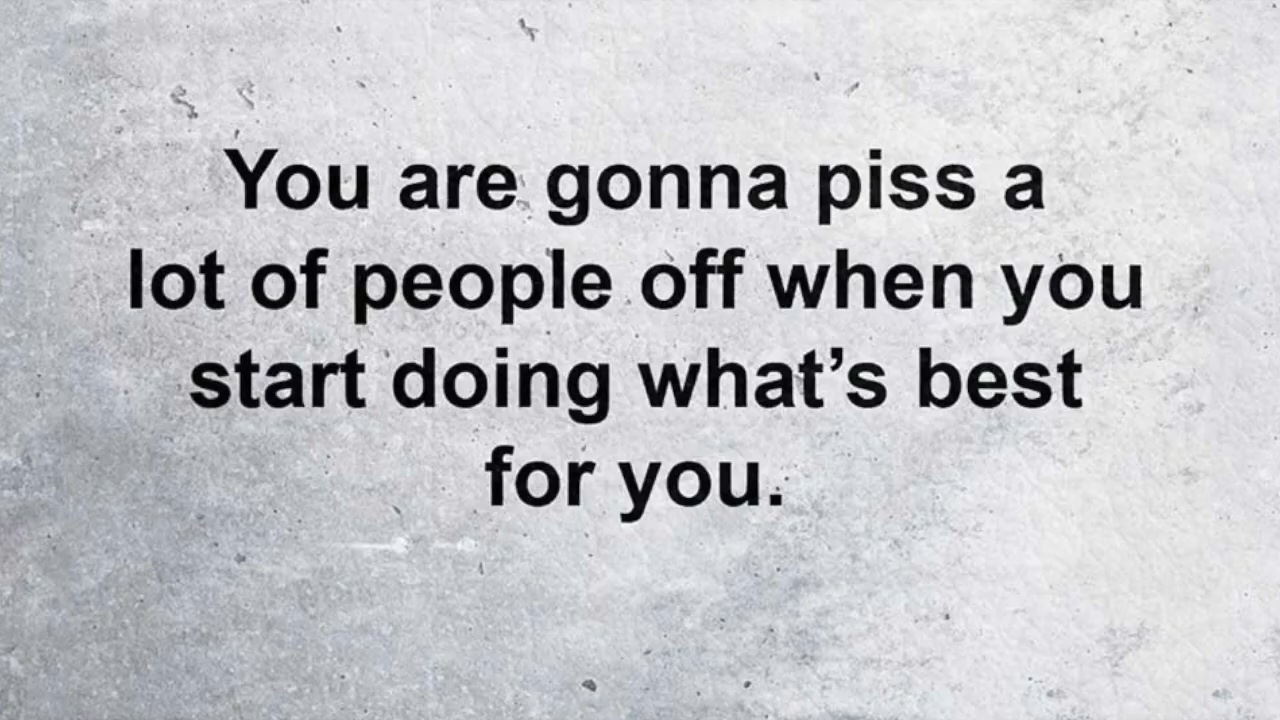 You are gonna piss a
lot of people off when you
start doing what’s best
for you.